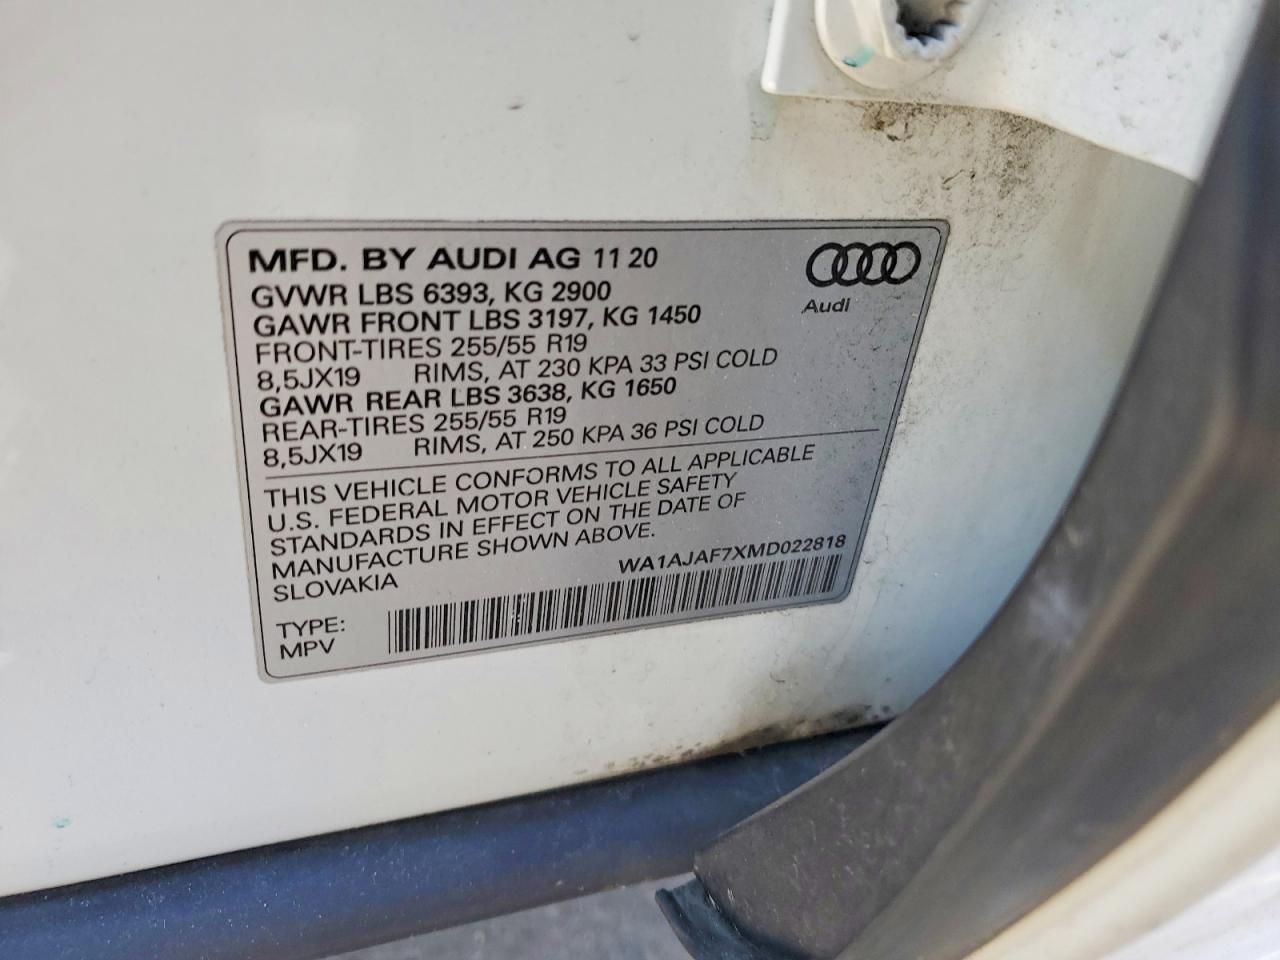 MFD. BY AUDI AG 11 20
Audi
GVWR LBS 6393, KG 2900
GAWR FRONT LBS 3197, KG 1450
FRONT-TIRES 255/55 R19
8,5JX19 RIMS, AT 230 KPA 33 PSI COLD
GAWR REAR LBS 3638, KG 1650
REAR-TIRES 255/55 R19
8,5JX19 RIMS, AT 250 KPA 36 PSI COLD
THIS VEHICLE CONFORMS TO ALL APPLICABLE
U.S. FEDERAL MOTOR VEHICLE SAFETY
STANDARDS IN EFFECT ON THE DATE OF
MANUFACTURE SHOWN ABOVE.
SLOVAKIA WA1AJAF7XMD022818
TYPE:
MPV